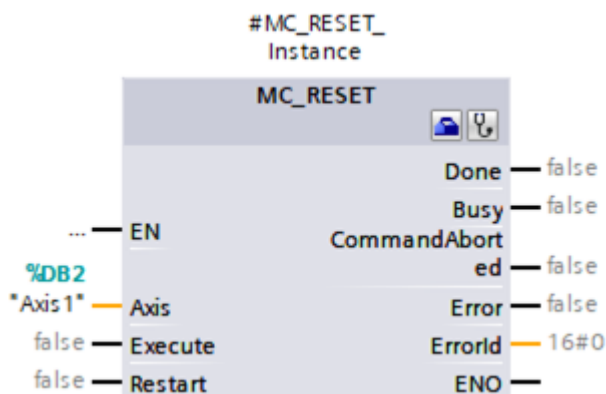 #MC_RESET_
Instance
MC_RESET
Done false
Busy false
... EN
CommandAbort
ed false
%DB2
"Axis1" Axis
Error false
false Execute
ErrorId 16#0
false Restart
ENO